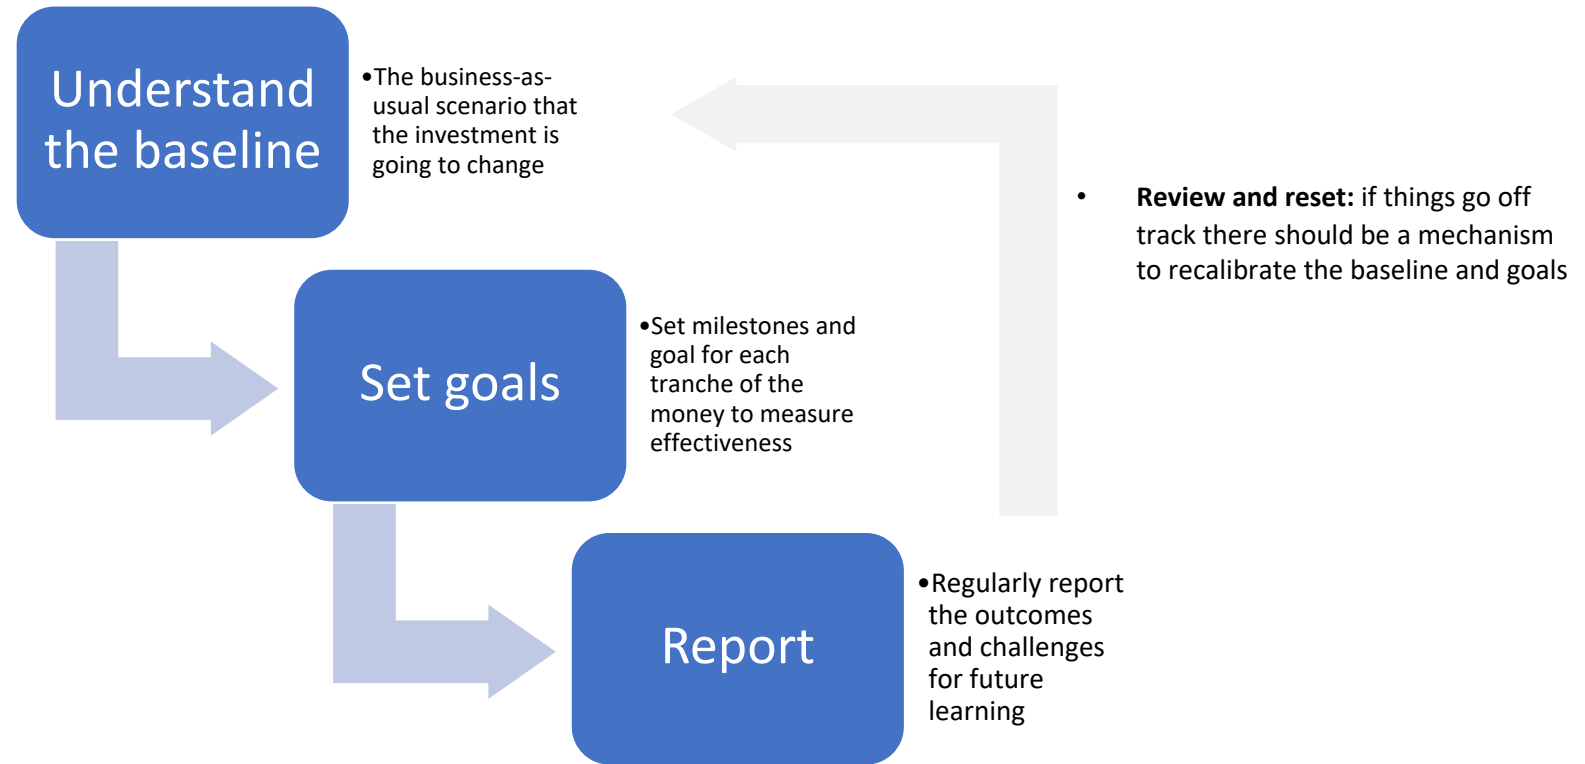 Understand
the baseline
•The business-as-
usual scenario that
the investment is
going to change
• Review and reset: if things go off
track there should be a mechanism
to recalibrate the baseline and goals
Set goals
•Set milestones and
goal for each
tranche of the
money to measure
effectiveness
Report
•Regularly report
the outcomes
and challenges
for future
learning